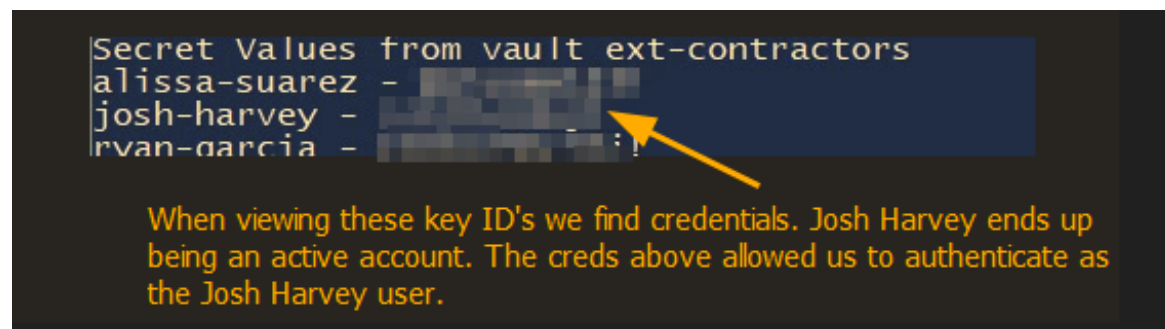 Secret Values from vault ext-contractors
alissa-suarez -
josh-harvey -
ryan-garcia -
When viewing these key ID's we find credentials. Josh Harvey ends up
being an active account. The creds above allowed us to authenticate as
the Josh Harvey user.